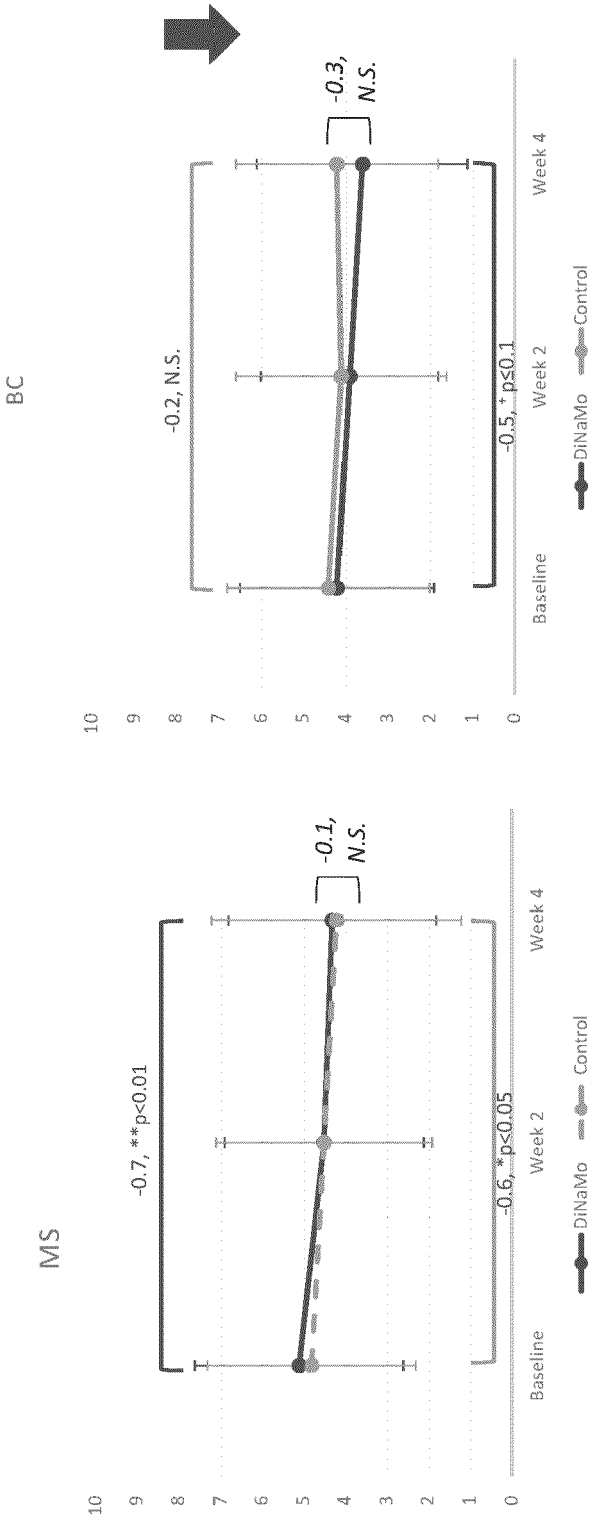 MS
10
9
8
7
6
5
4
3
2
1
0
-0.7, **p<0.01
-0.1,
N.S.
-0.6, *p<0.05
Baseline
Week 2
Week 4
DiNaMo
Control
BC
10
9
8
7
6
5
4
3
2
1
0
-0.2, N.S.
-0.3,
N.S.
-0.5, ⁺ p≤0.1
Baseline
Week 2
Week 4
DiNaMo
Control